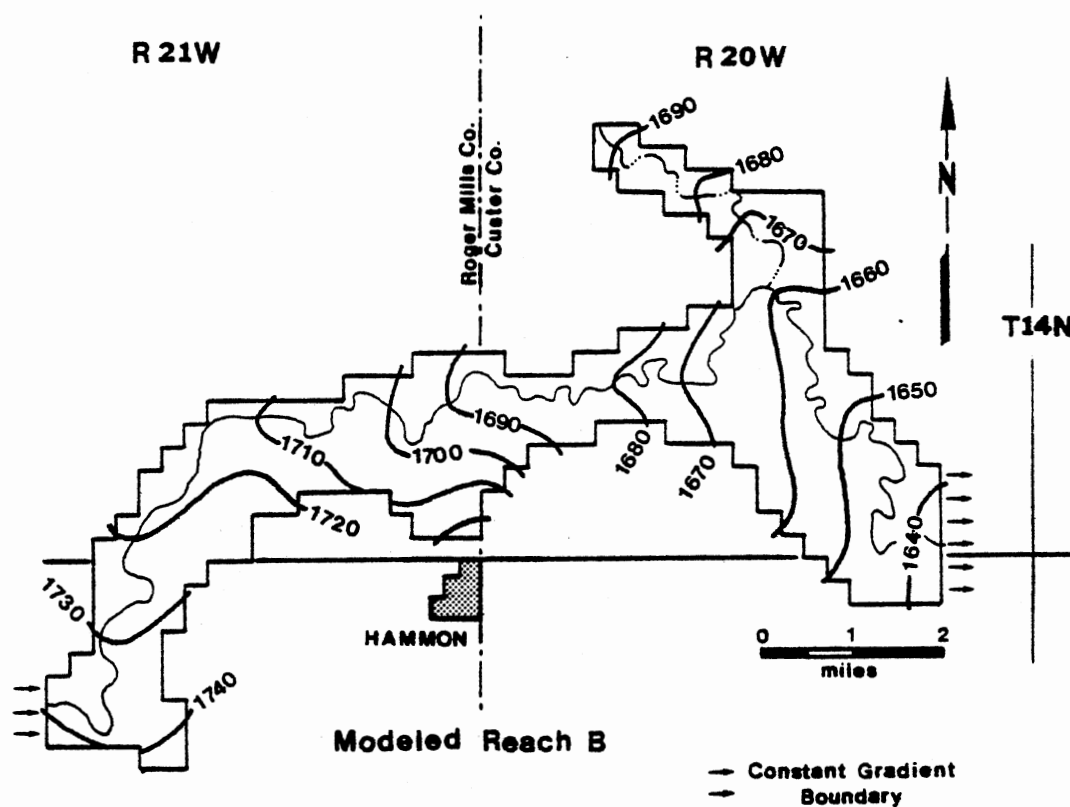 R 21W
R 20W
Roger Mills Co.
Custer Co.
N
T14N
1690
1680
1670
1660
1650
1640
1690
1680
1670
1700
1710
1720
1730
1740
HAMMON
0 1 2
miles
Modeled Reach B
→ Constant Gradient
→ Boundary